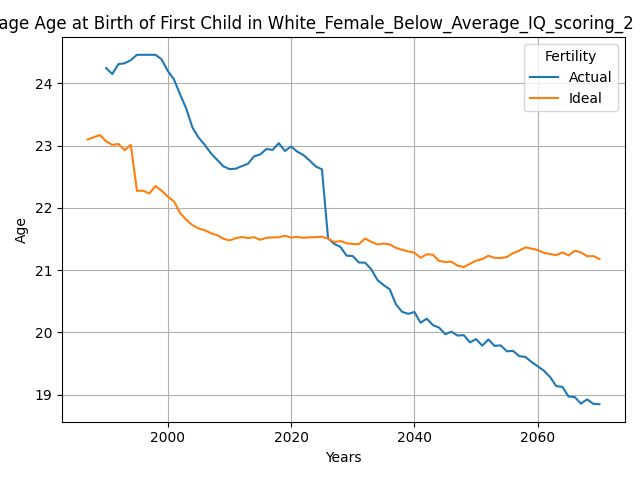 age Age at Birth of First Child in White_Female_Below_Average_IQ_scoring_2
Fertility
Actual
Ideal
Age
24
23
22
21
20
19
2000 2020 2040 2060
Years